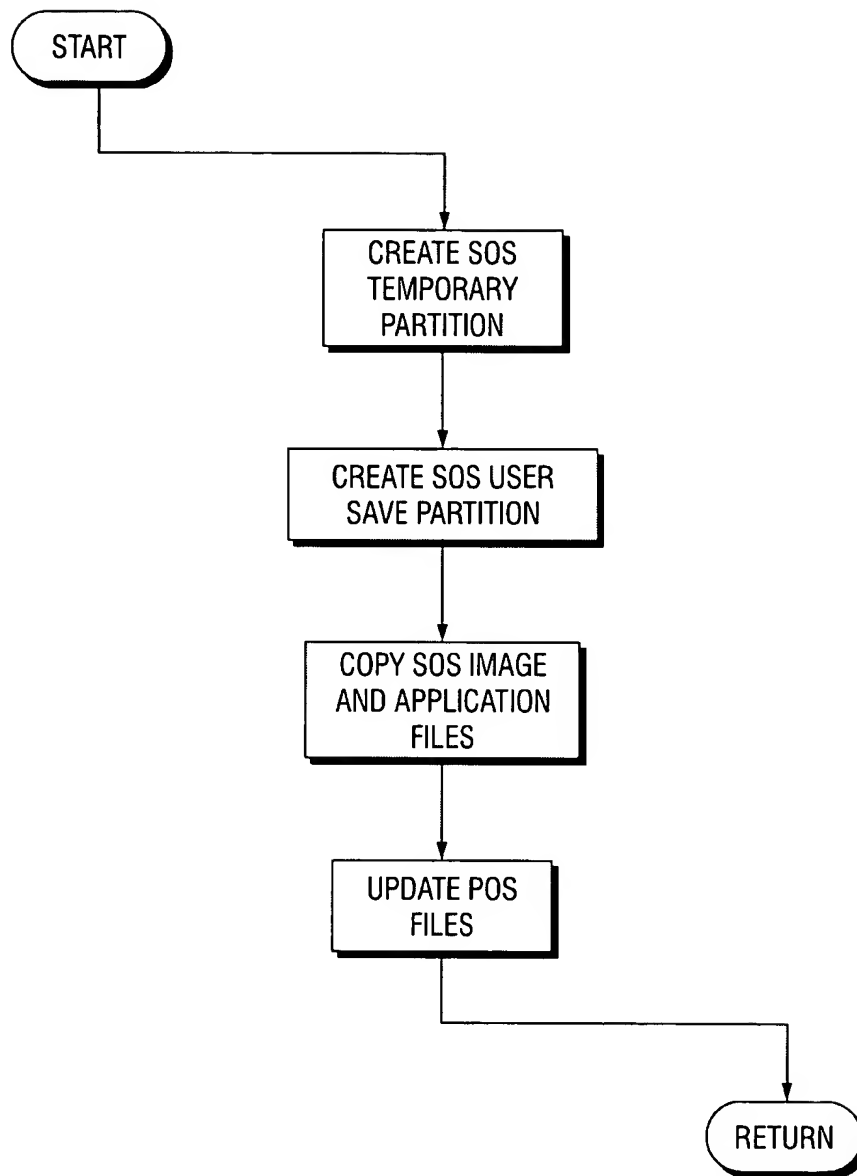 START
CREATE SOS
TEMPORARY
PARTITION
CREATE SOS USER
SAVE PARTITION
COPY SOS IMAGE
AND APPLICATION
FILES
UPDATE POS
FILES
RETURN